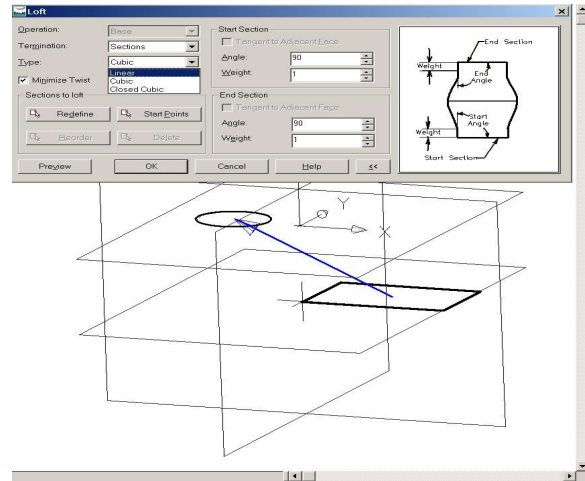 Loft
Operation: Base
Termination: Sections
Type: Cubic
Linear
Cubic
Closed Cubic
Minimize Twist
Sections to loft
Redefine
Start Points
Reorder
Delete
Start Section
Tangent to Adjacent Face
Angle: 90
Weight: 1
End Section
Tangent to Adjacent Face
Angle: 90
Weight: 1
Preview
OK
Cancel
Help
<<
End Section
Weight
End
Angle
Start
Angle
Weight
Start Section
Y
X